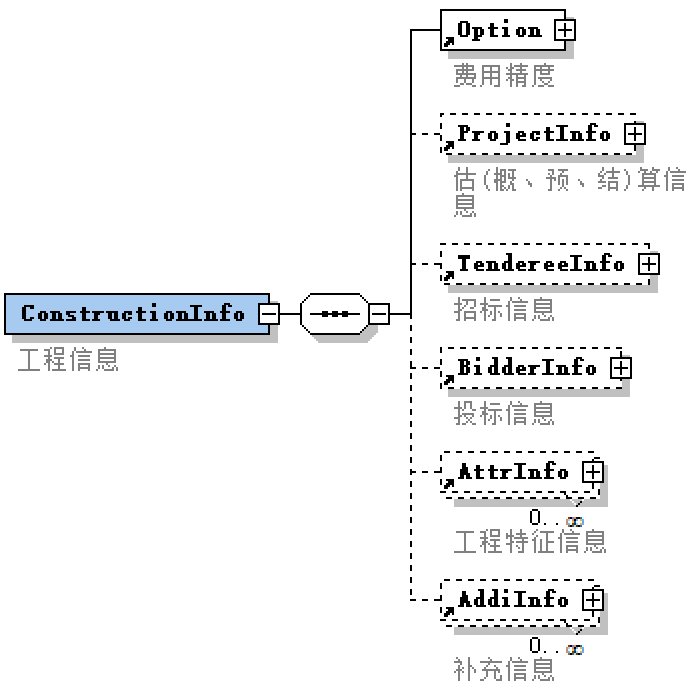 Option
费用精度
ProjectInfo
估(概、预、结)算信
息
TendereeInfo
招标信息
ConstructionInfo
工程信息
BidderInfo
投标信息
AttrInfo
0..∞
工程特征信息
AddiInfo
0..∞
补充信息